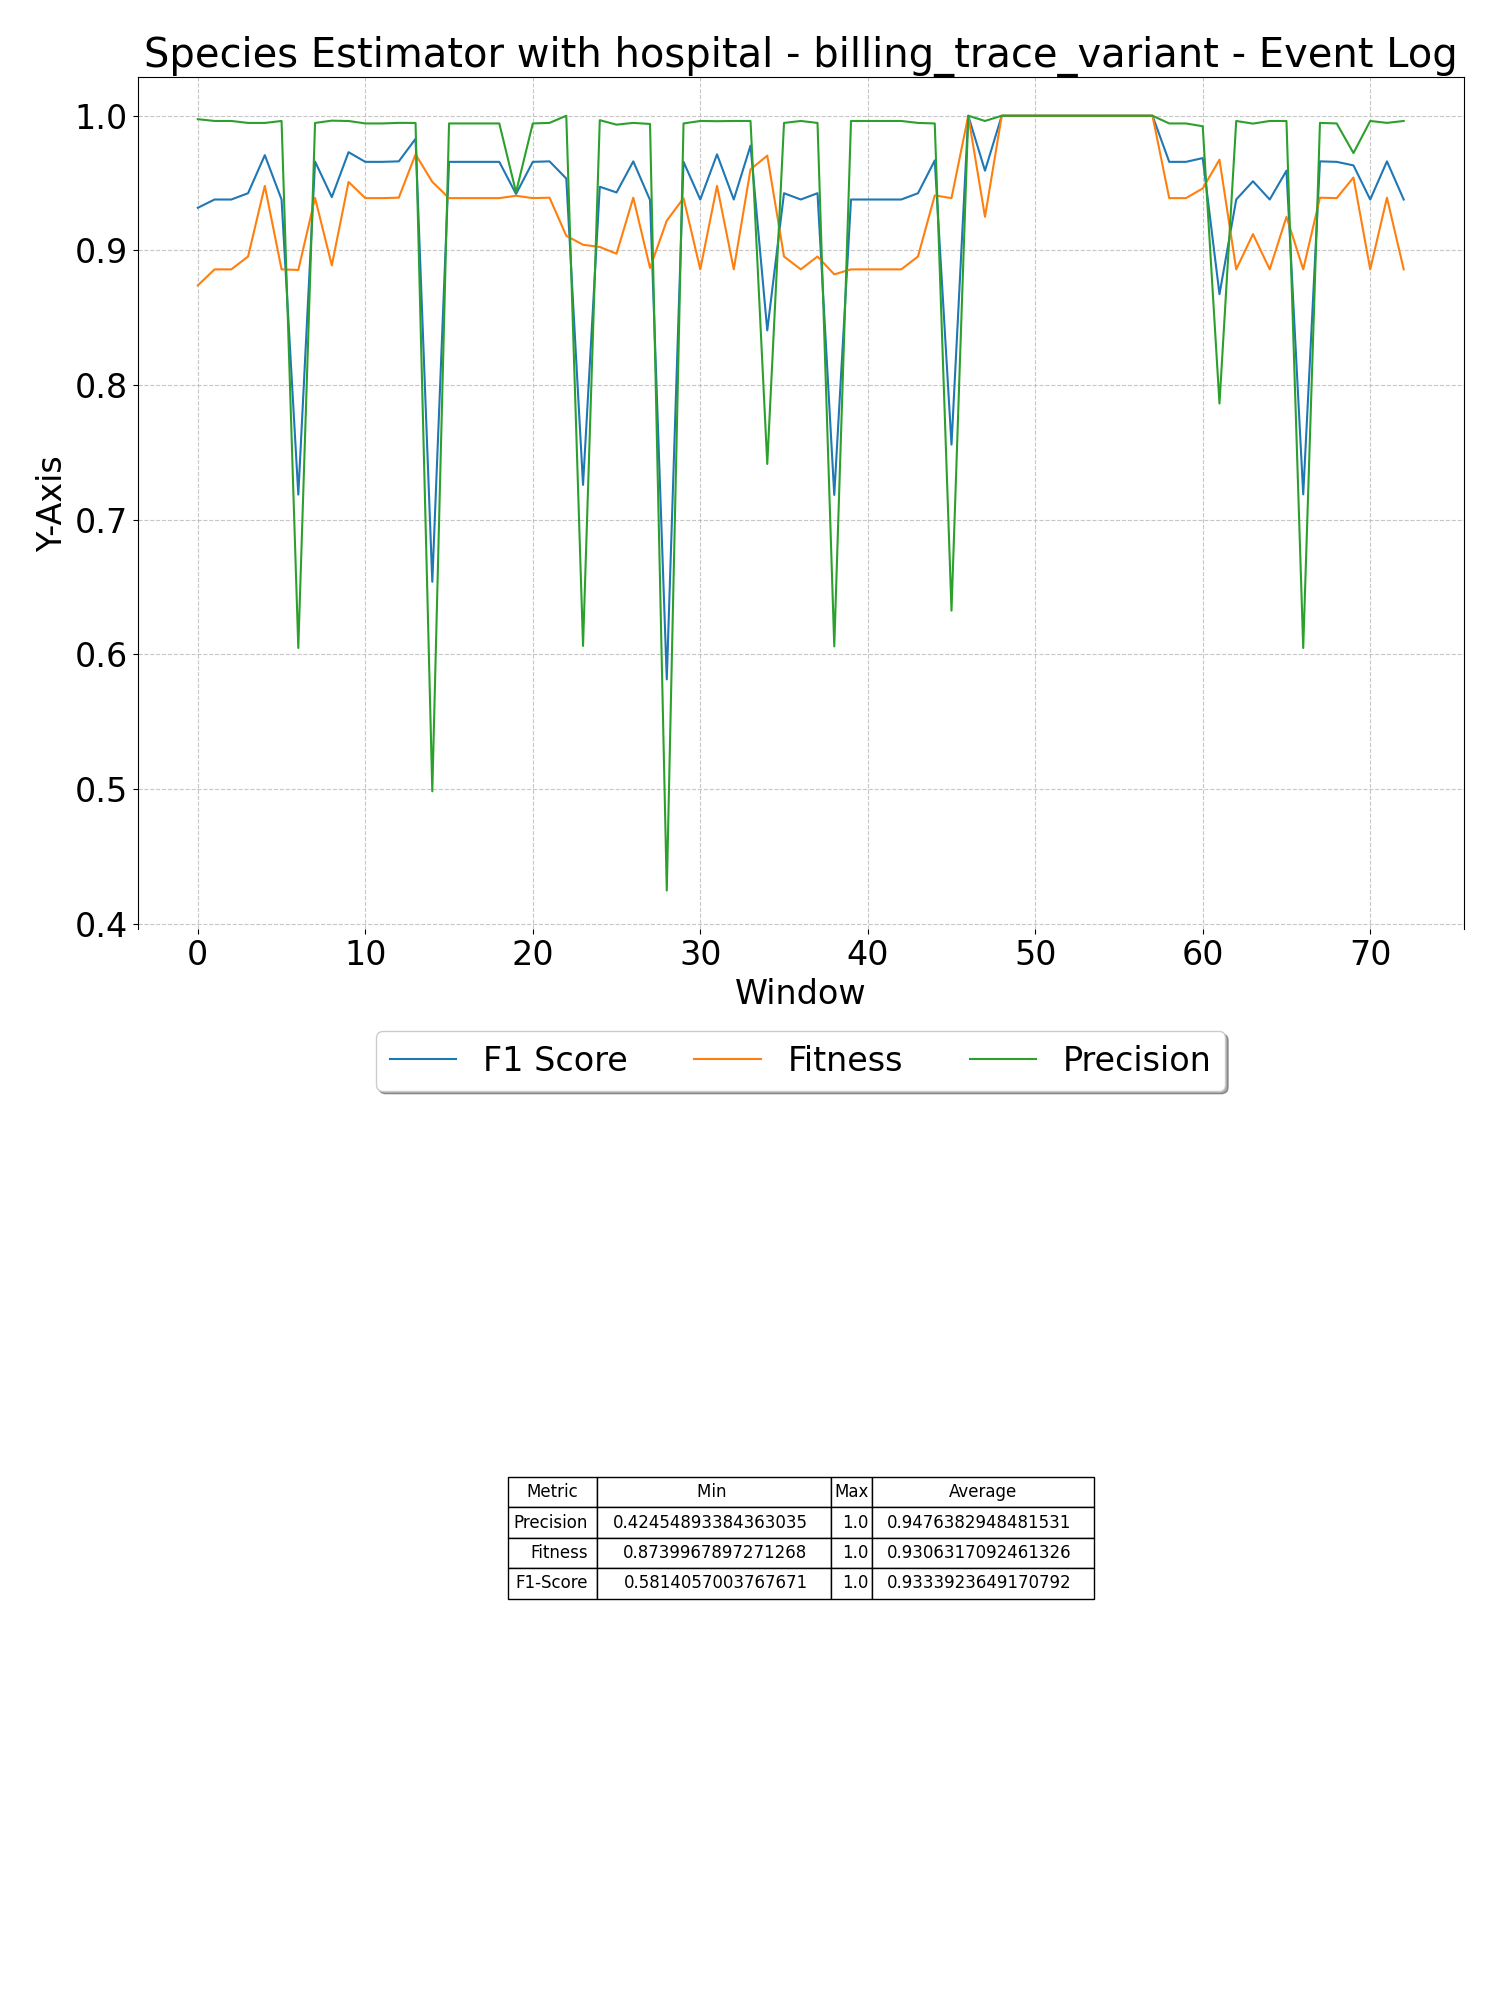 Species Estimator with hospital - billing_trace_variant - Event Log
1.0
0.9
0.8
0.7
0.6
0.5
0.4
Y-Axis
0 10 20 30 40 50 60 70
Window
F1 Score Fitness Precision
Metric Min Max Average
Precision 0.42454893384363035 1.0 0.9476382948481531
Fitness 0.8739967897271268 1.0 0.9306317092461326
F1-Score 0.5814057003767671 1.0 0.9333923649170792